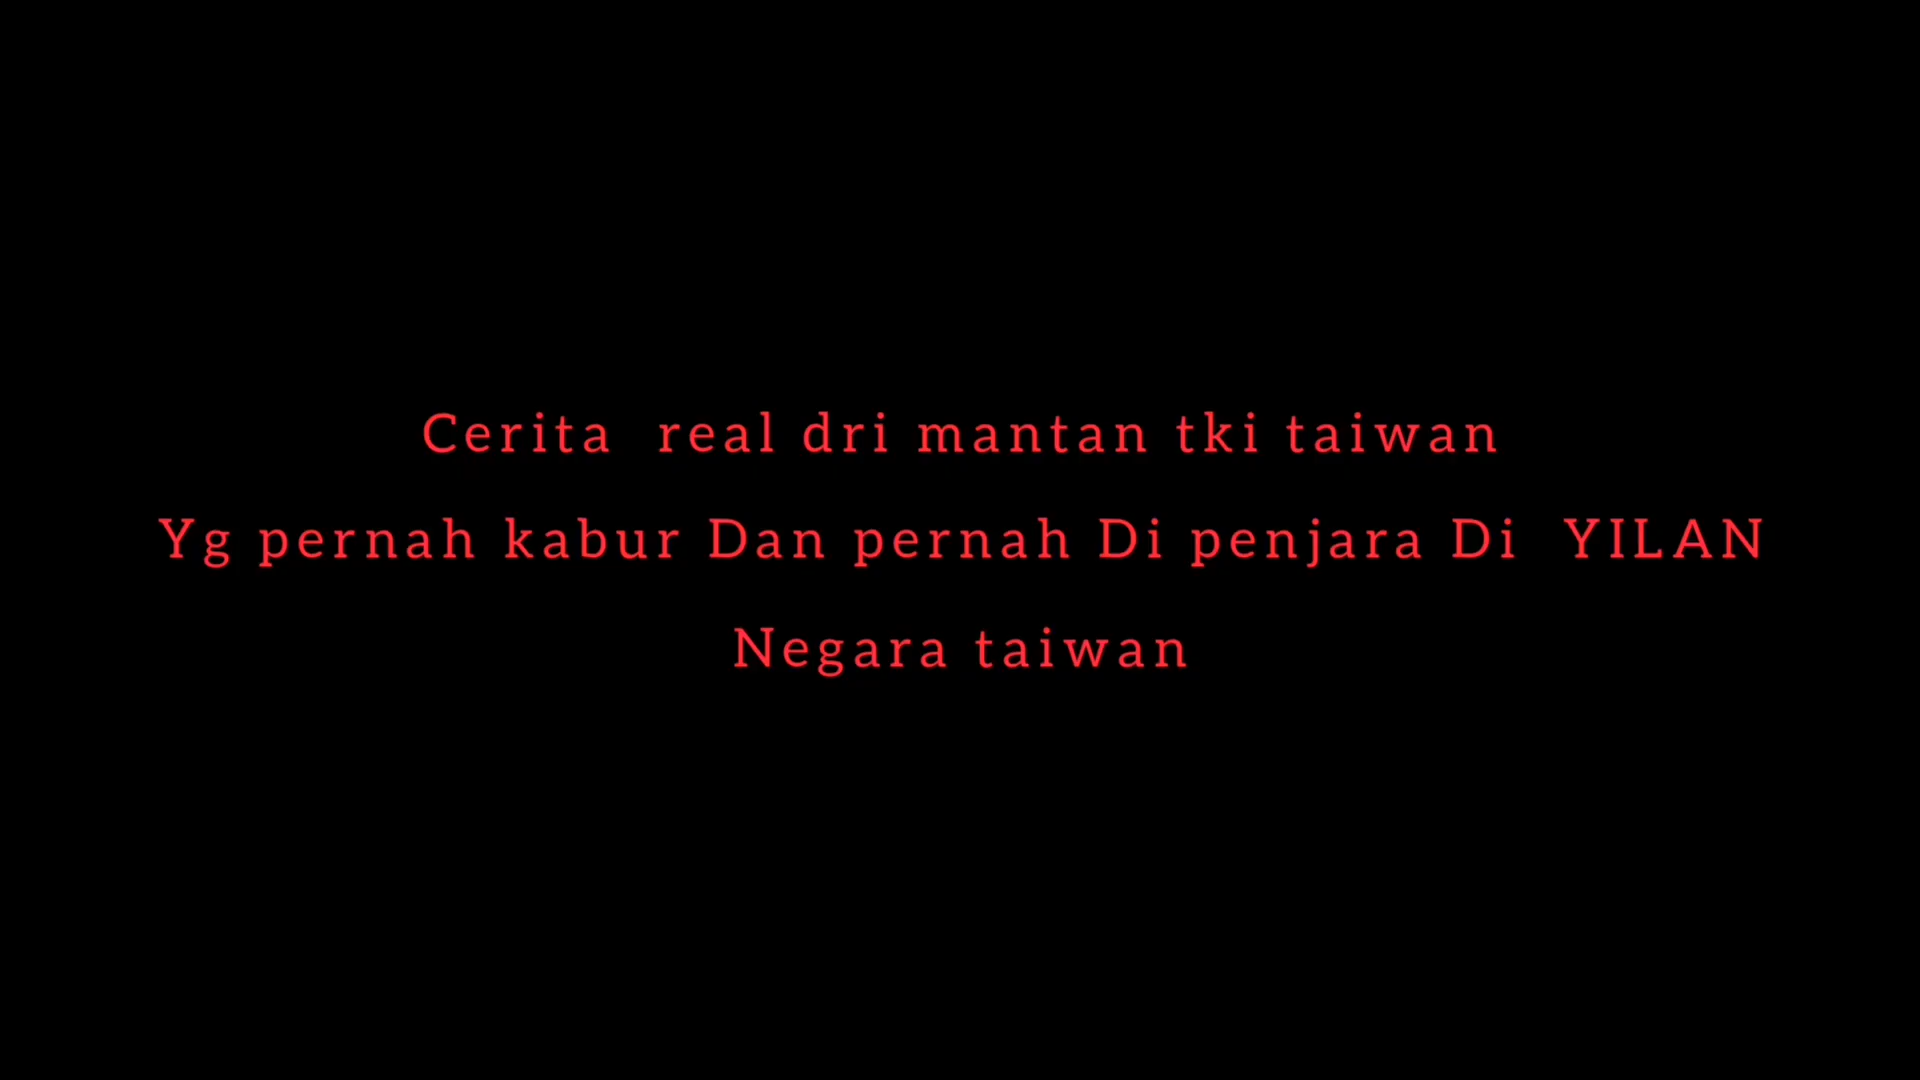 Cerita  real dri mantan tki taiwan
Yg pernah kabur Dan pernah Di penjara Di  YILAN
Negara taiwan